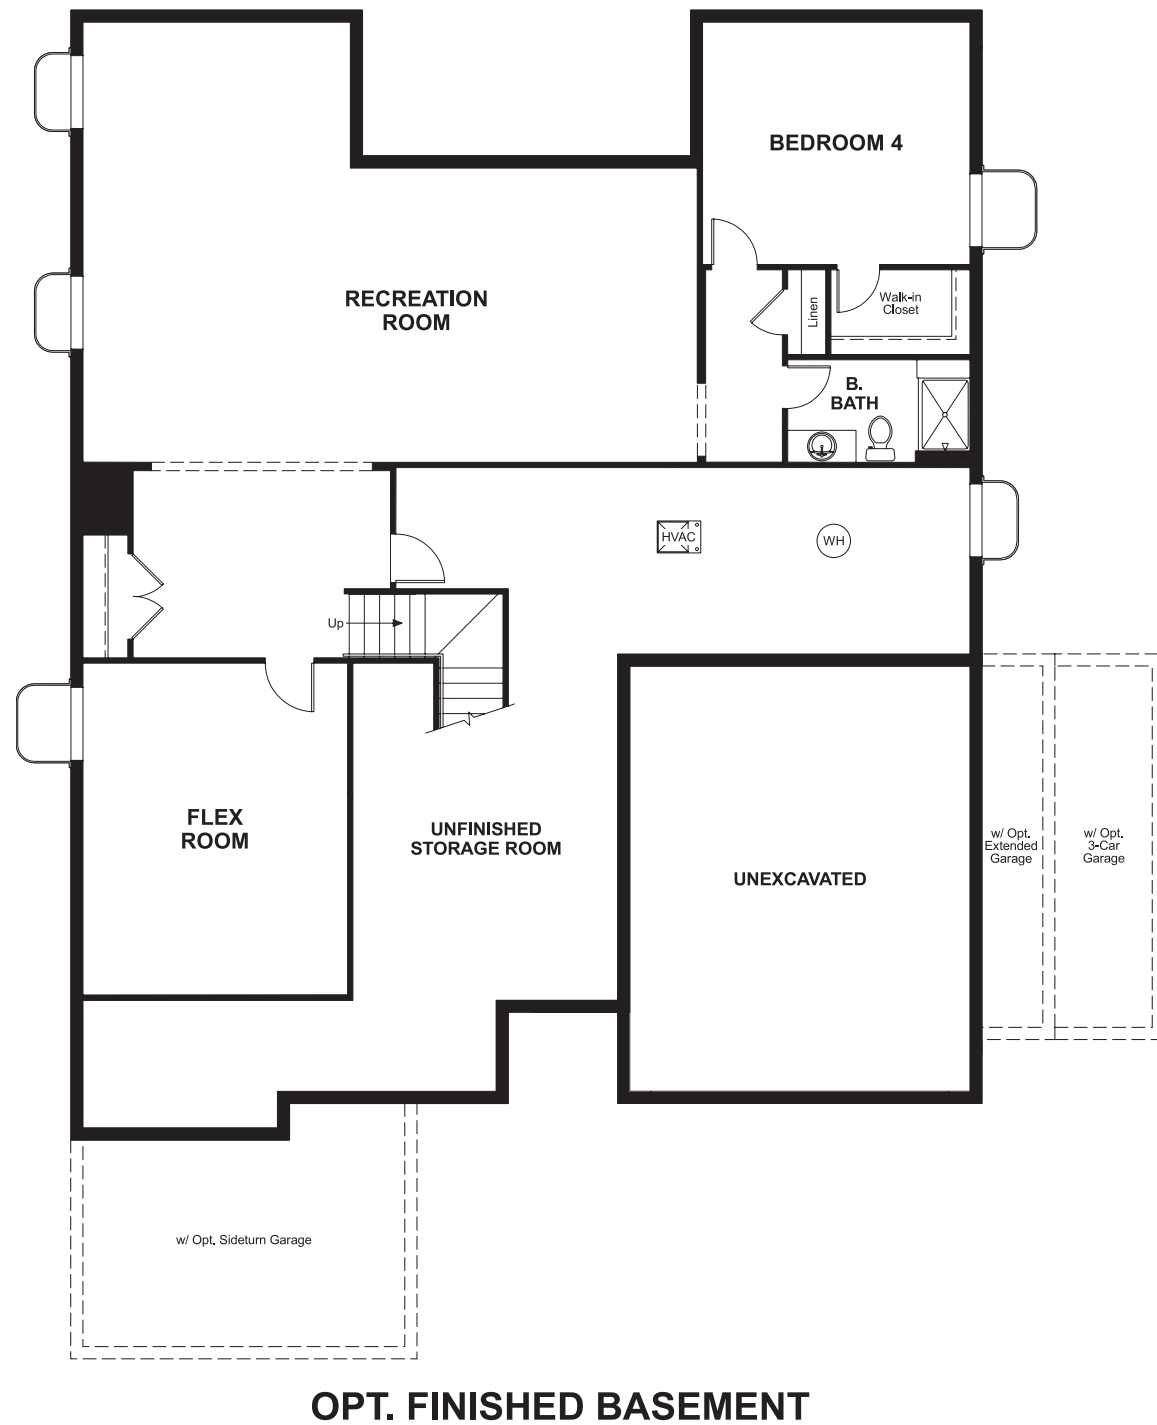 BEDROOM 4
RECREATION
ROOM
Walk-in
Closet
Linen
B.
BATH
HVAC
WH
Up
FLEX
ROOM
UNFINISHED
STORAGE ROOM
UNEXCAVATED
w/ Opt.
Extended
Garage
w/ Opt.
3-Car
Garage
w/ Opt. Sideturn Garage
OPT. FINISHED BASEMENT